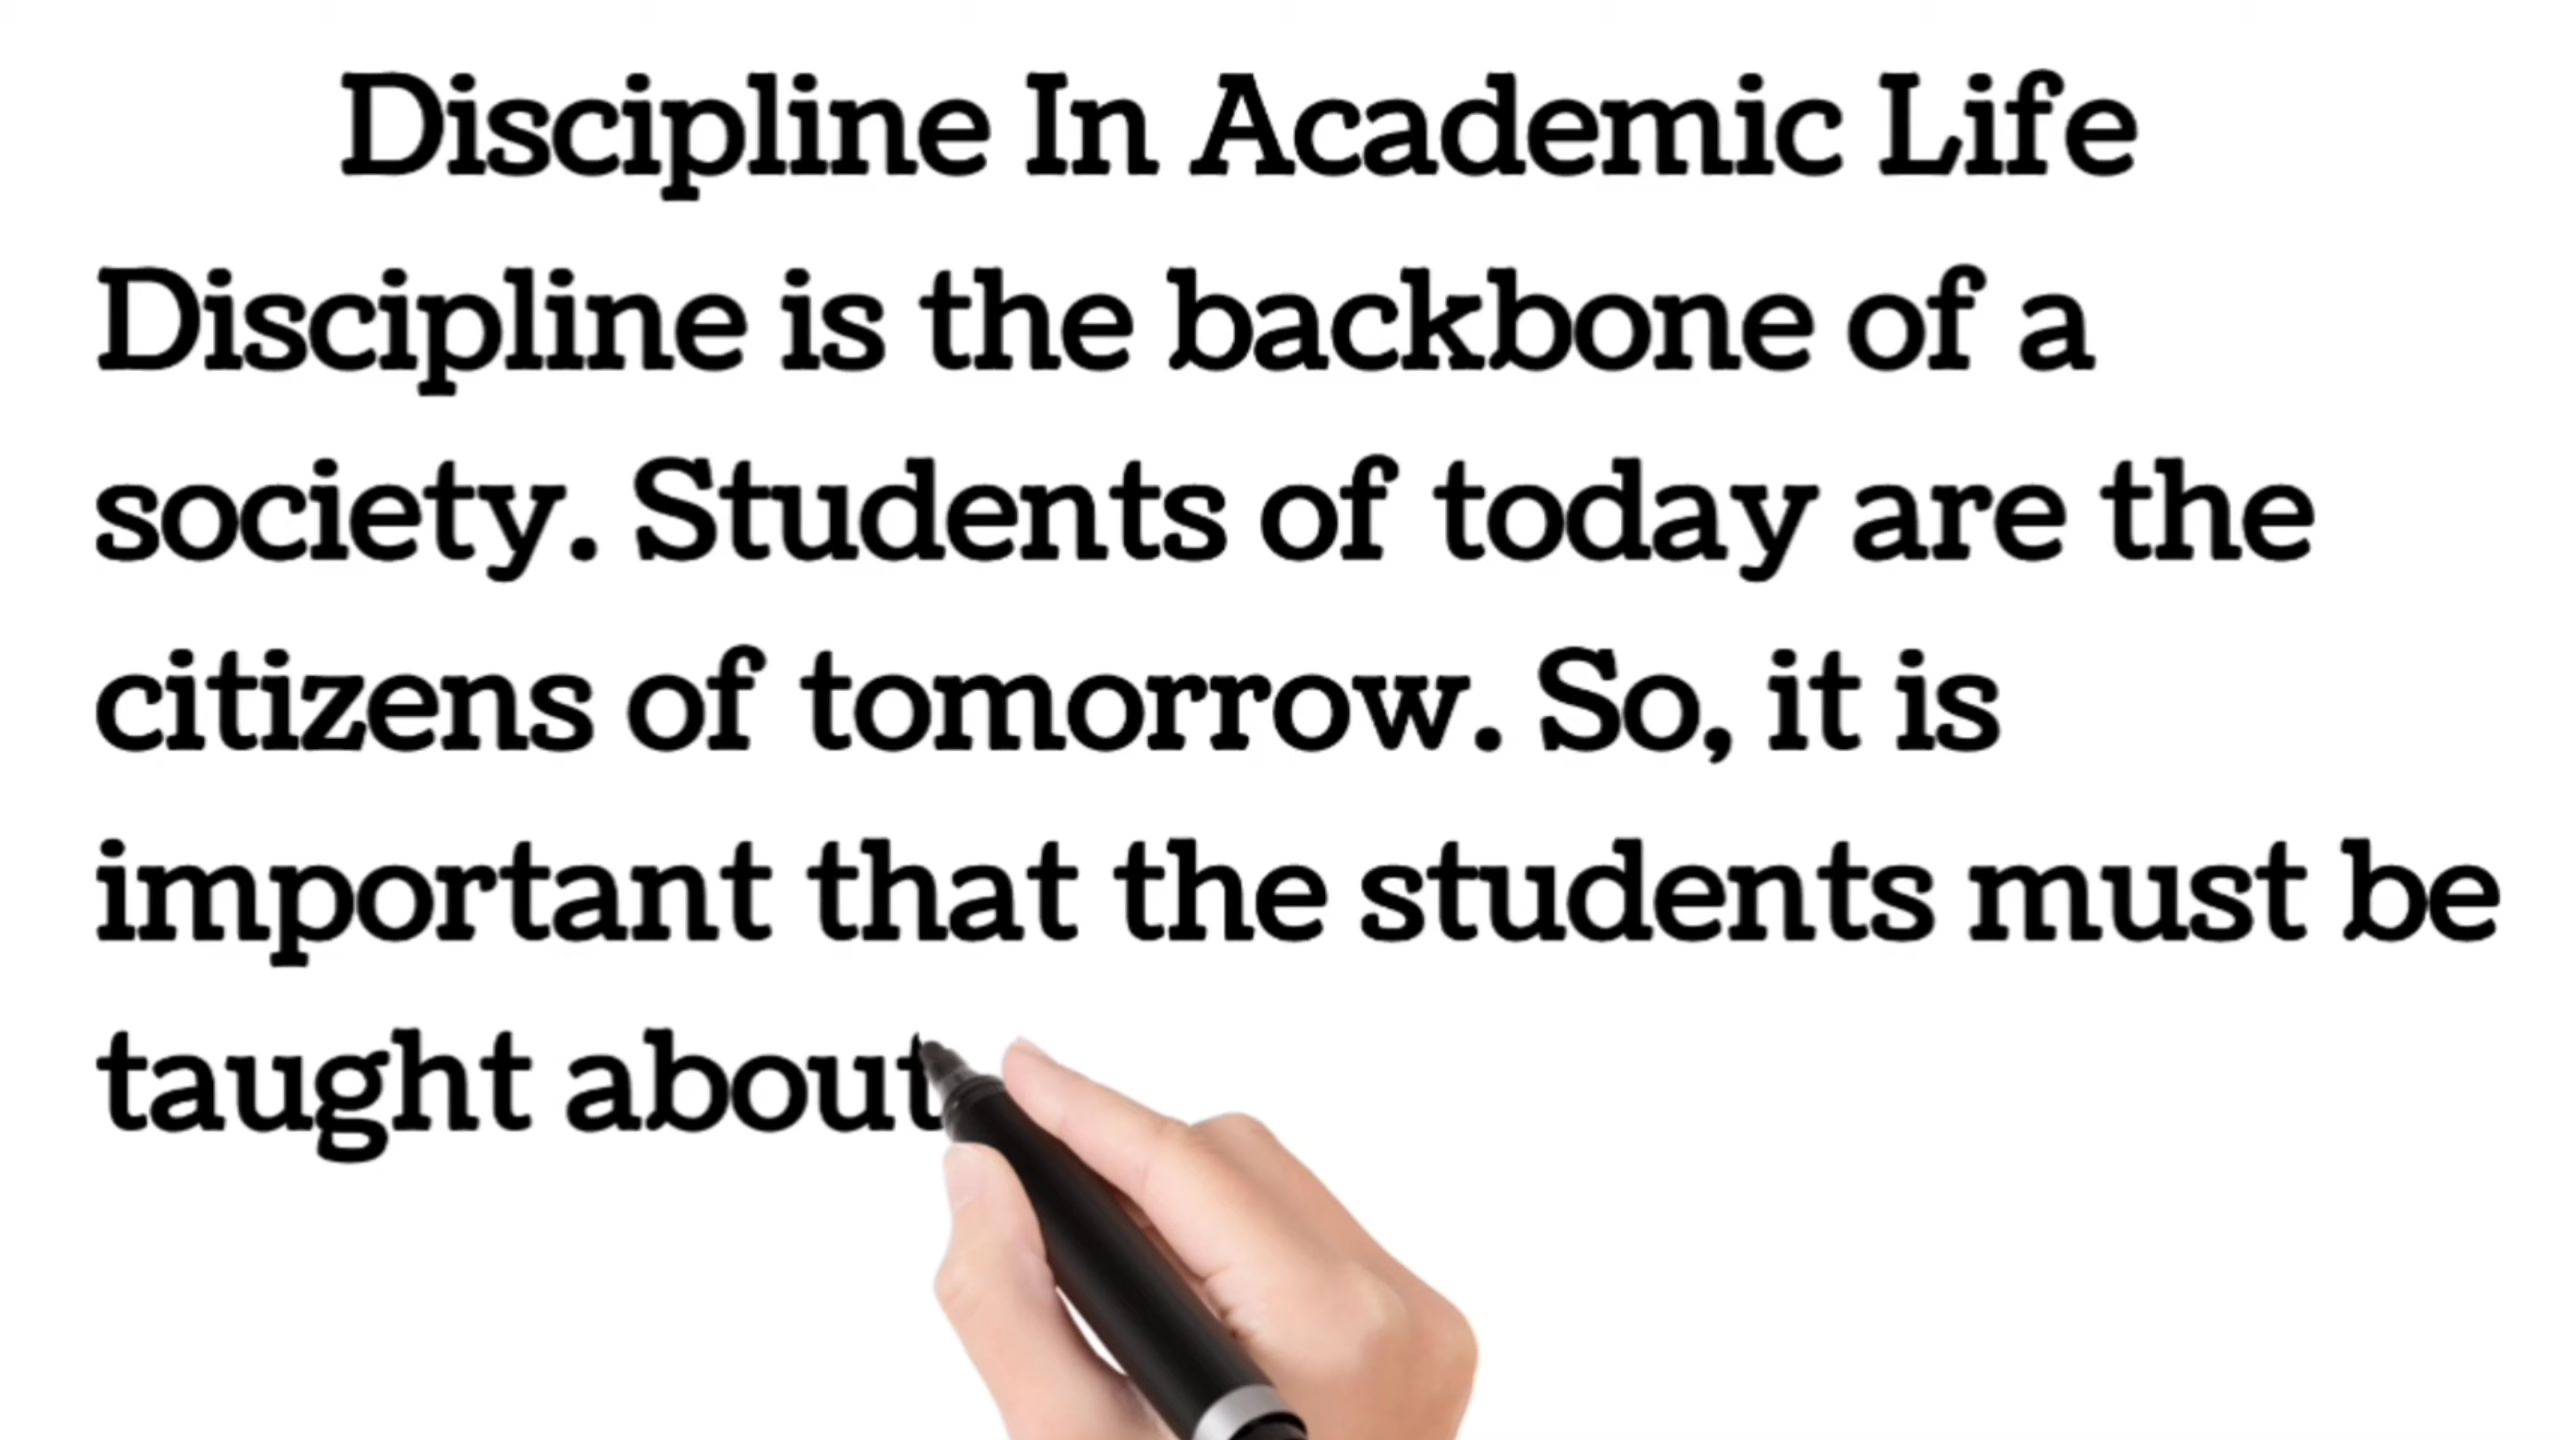 Discipline In Academic Life
Discipline is the backbone of a
society. Students of today are the
citizens of tomorrow. So, it is
important that the students must be
taught about